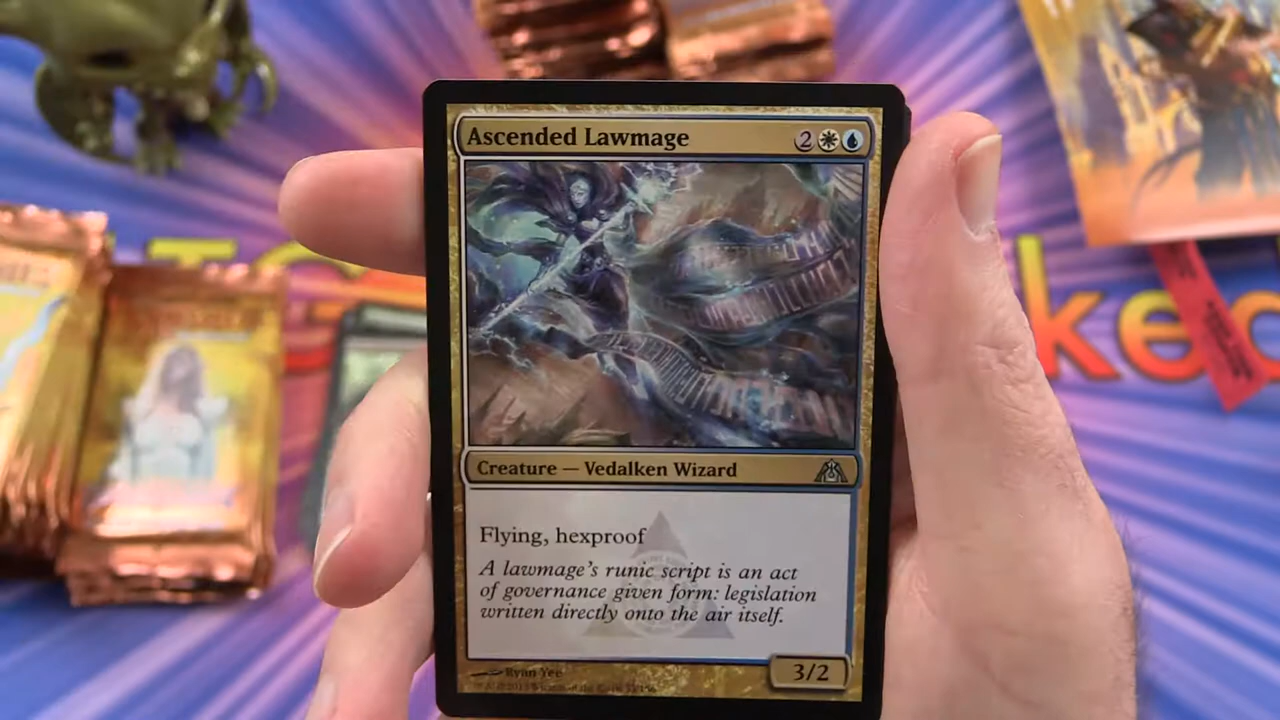 Ascended Lawmage 2
Creature — Vedalken Wizard
Flying, hexproof
A lawmage's runic script is an act
of governance given form: legislation
written directly onto the air itself.
Ryan Yee
3/2